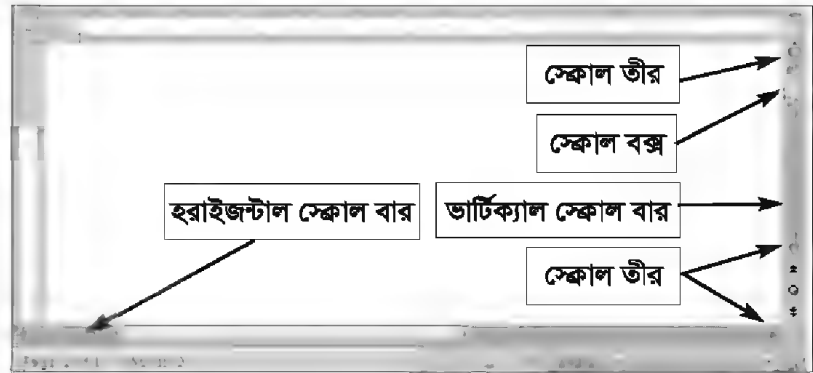 স্ক্রোল তীর
স্ক্রোল বক্স
হরাইজন্টাল স্ক্রোল বার
ভার্টিক্যাল স্ক্রোল বার
স্ক্রোল তীর